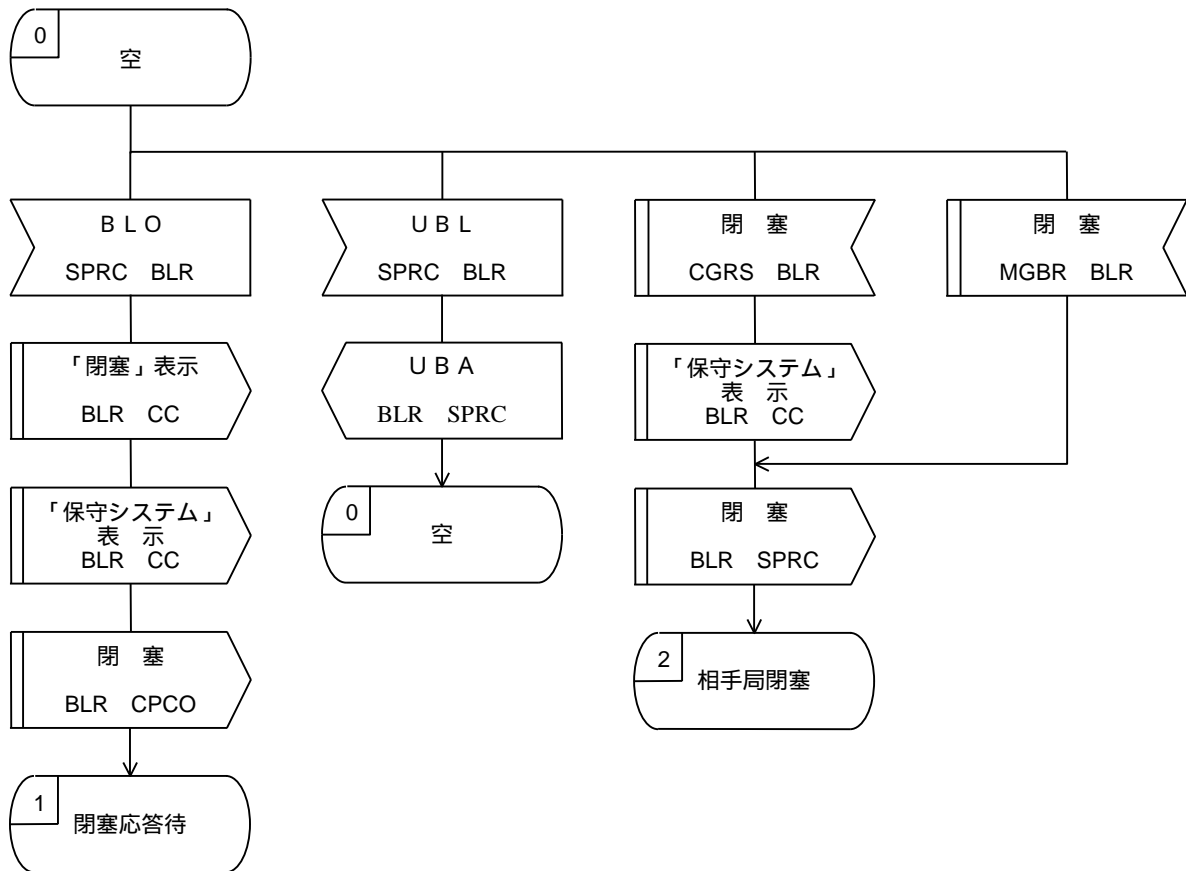 0
空
B L O
SPRC BLR
U B L
SPRC BLR
閉 塞
CGRS BLR
閉 塞
MGBR BLR
「閉塞」表示
BLR CC
U B A
BLR SPRC
「保守システム」
表 示
BLR CC
「保守システム」
表 示
BLR CC
0
空
閉 塞
BLR SPRC
閉 塞
BLR CPCO
2
相手局閉塞
1
閉塞応答待